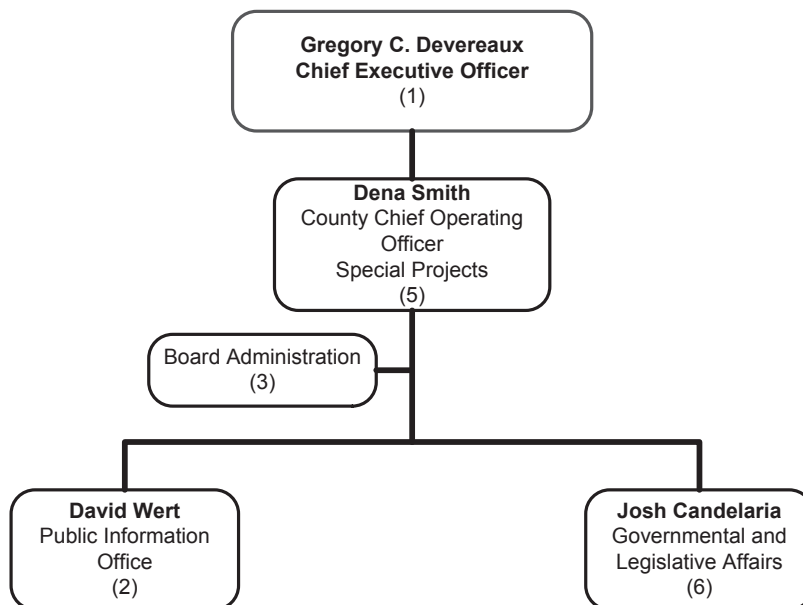 Gregory C. Devereaux
Chief Executive Officer
(1)
Dena Smith
County Chief Operating
Officer
Special Projects
(5)
Board Administration
(3)
David Wert
Public Information
Office
(2)
Josh Candelaria
Governmental and
Legislative Affairs
(6)